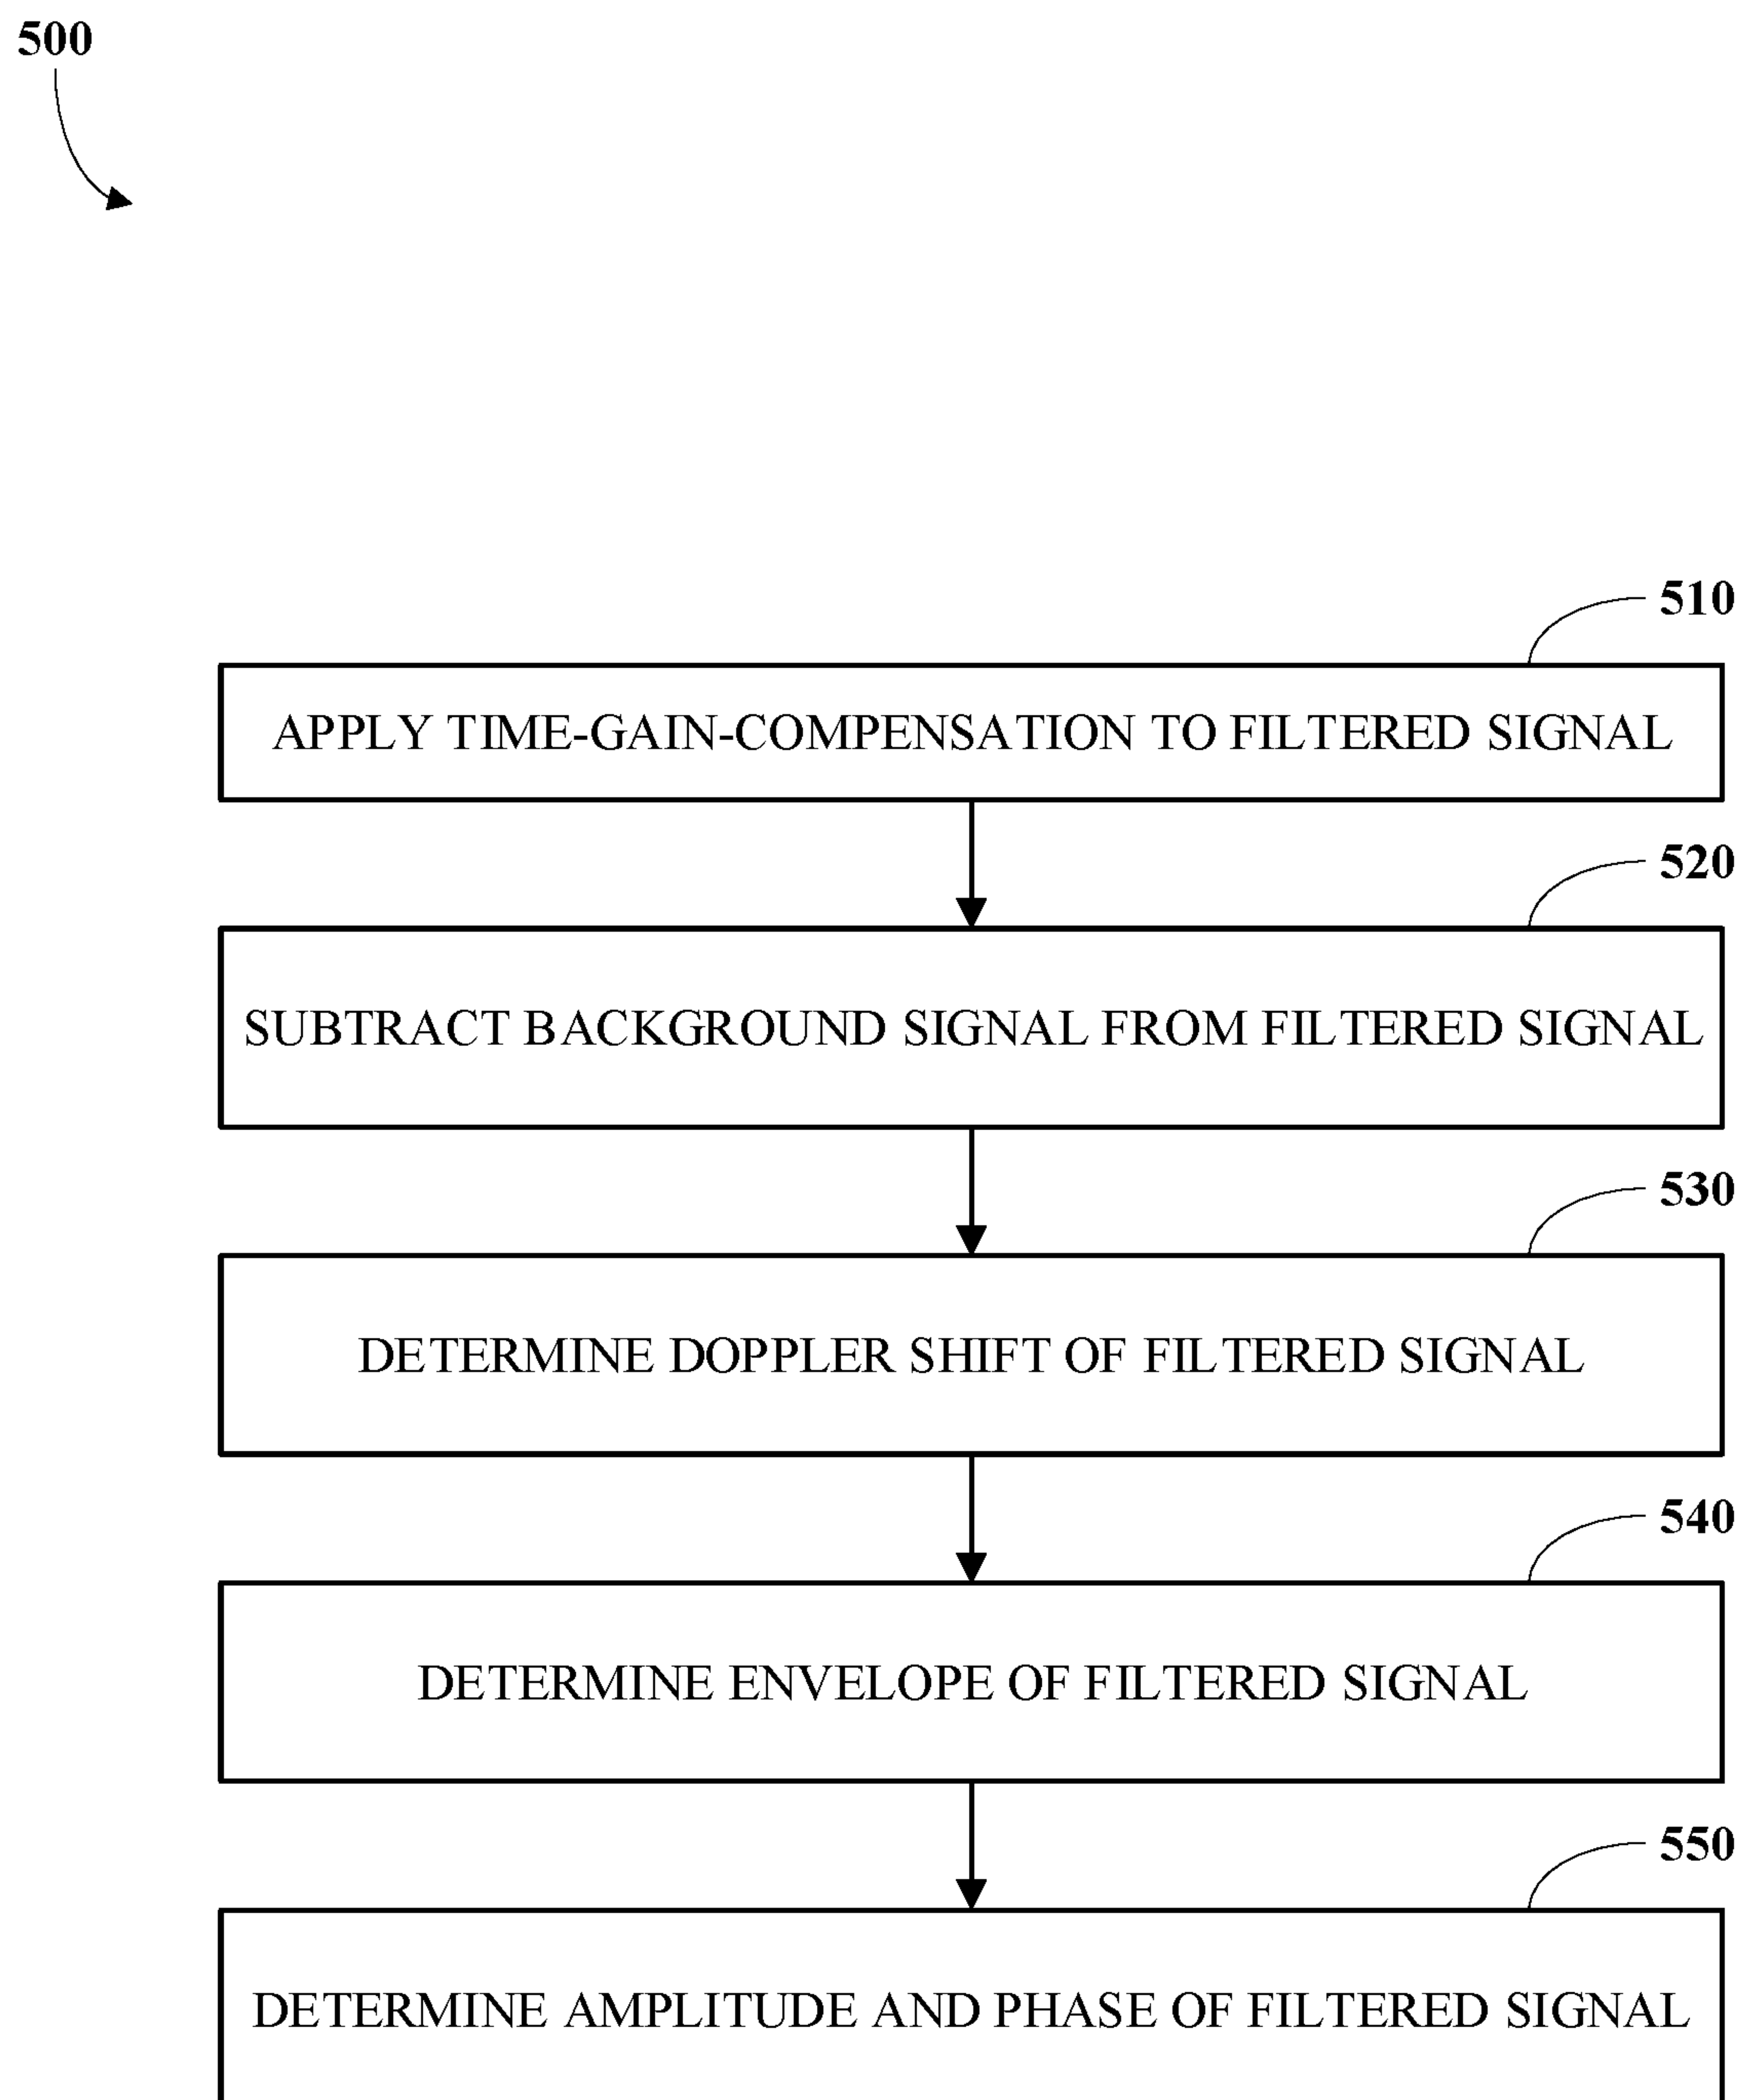 500
510
APPLY TIME-GAIN-COMPENSATION TO FILTERED SIGNAL
520
SUBTRACT BACKGROUND SIGNAL FROM FILTERED SIGNAL
530
DETERMINE DOPPLER SHIFT OF FILTERED SIGNAL
540
DETERMINE ENVELOPE OF FILTERED SIGNAL
550
DETERMINE AMPLITUDE AND PHASE OF FILTERED SIGNAL